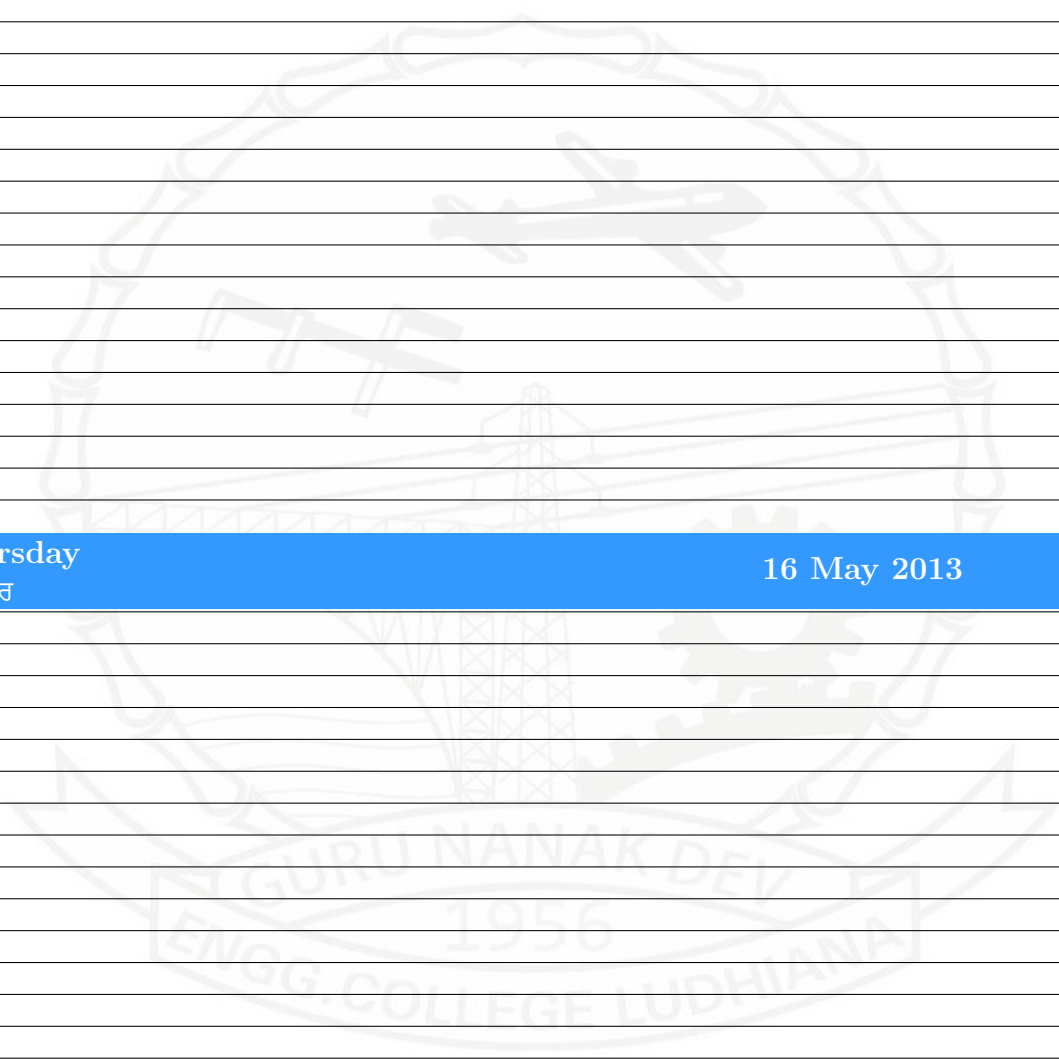 rsday
ਰ
16 May 2013
GURU NANAK DEV
1956
ENGG.COLLEGE LUDHIANA